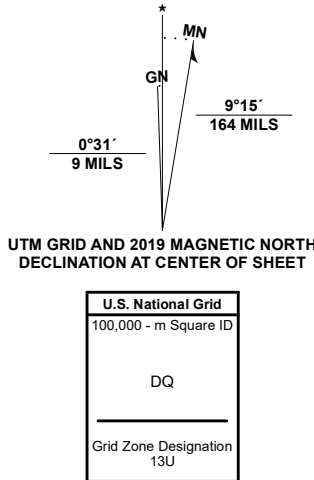 ★
MN
GN
9°15´
164 MILS
0°31´
9 MILS
UTM GRID AND 2019 MAGNETIC NORTH
DECLINATION AT CENTER OF SHEET
U.S. National Grid
100,000 - m Square ID
DQ
Grid Zone Designation
13U